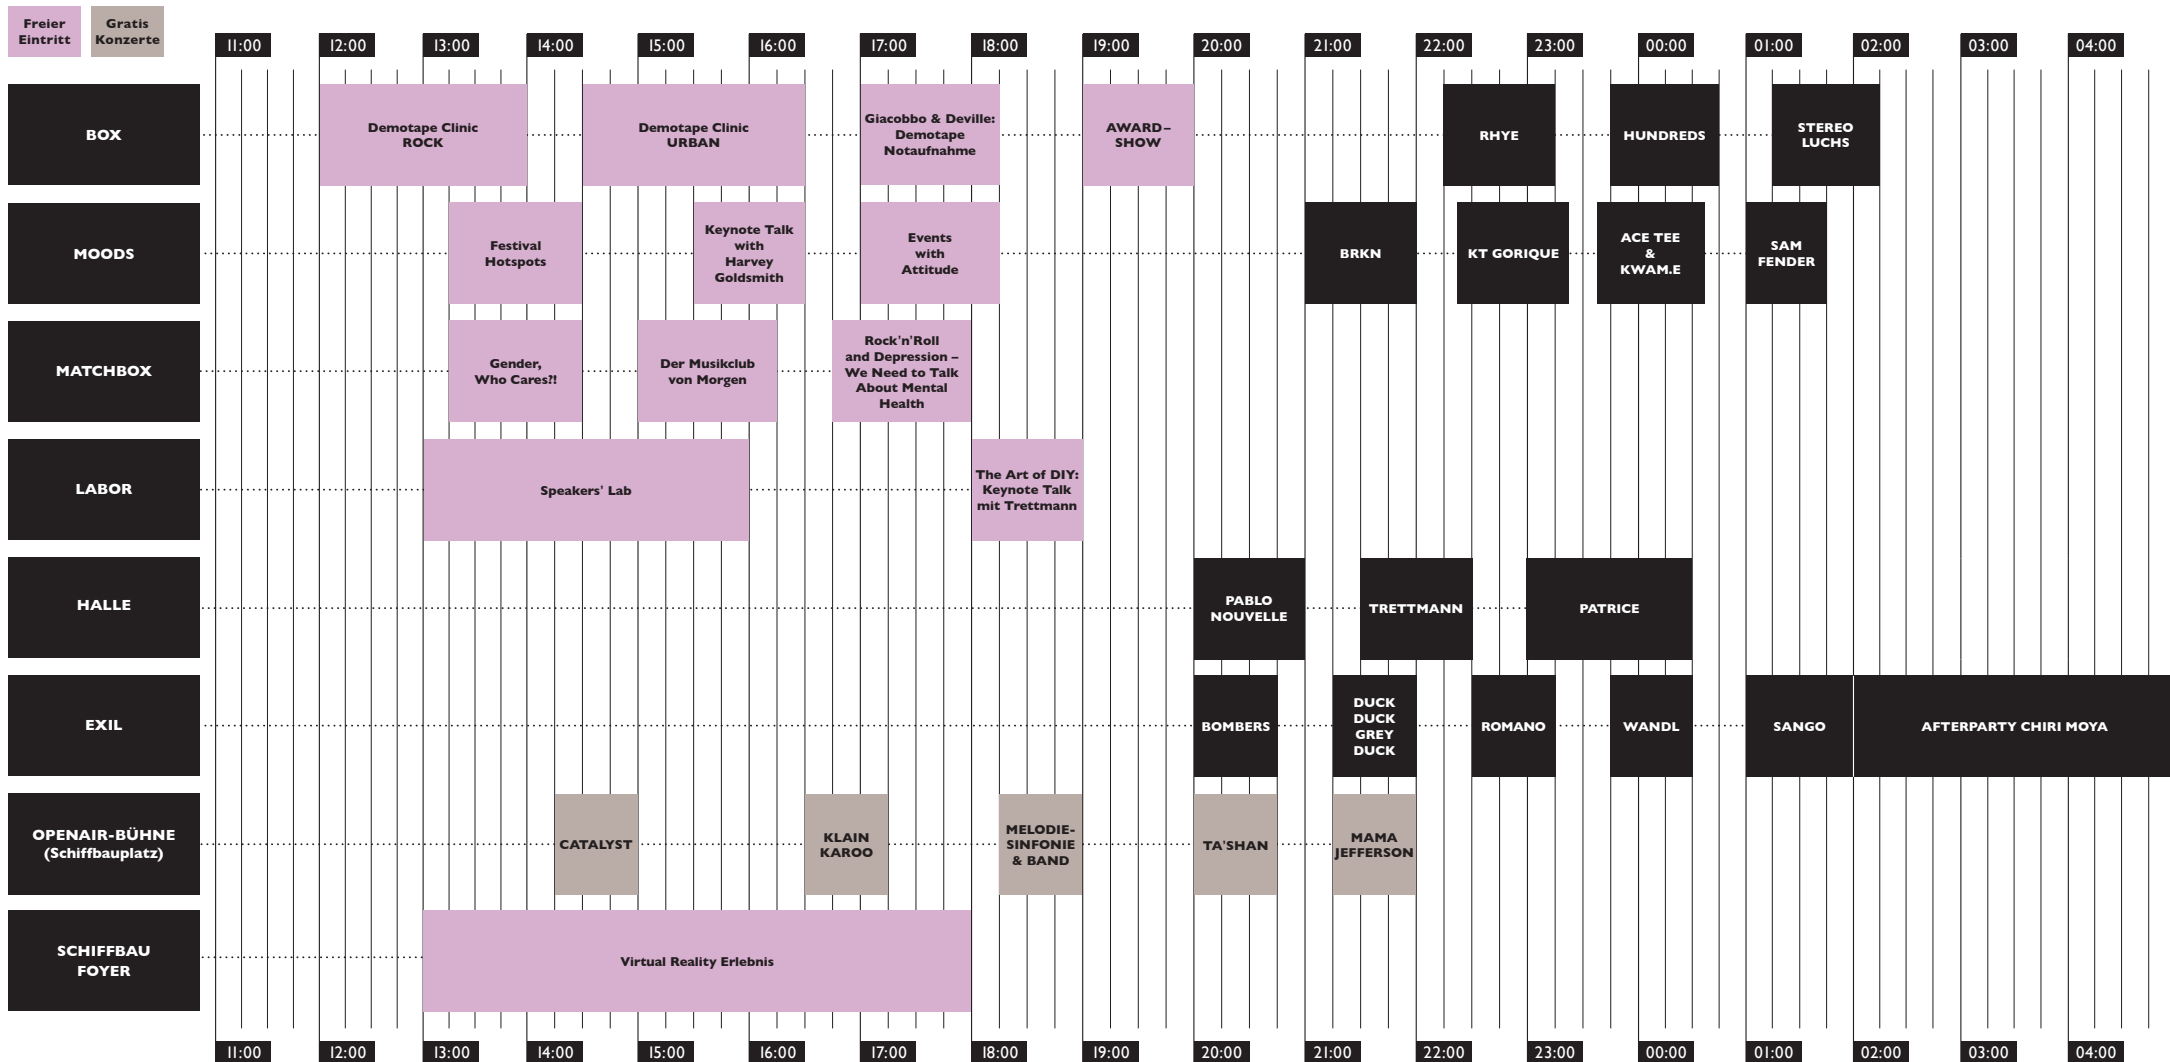 Freier
Eintritt
Gratis
Konzerte
11:00
12:00
13:00
14:00
15:00
16:00
17:00
18:00
19:00
20:00
21:00
22:00
23:00
00:00
01:00
02:00
03:00
04:00
BOX
Demotape Clinic
ROCK
Demotape Clinic
URBAN
Giacobbo & Deville:
Demotape
Notaufnahme
AWARD–
SHOW
RHYE
HUNDREDS
STEREO
LUCHS
MOODS
Festival
Hotspots
Keynote Talk
with
Harvey
Goldsmith
Events
with
Attitude
BRKN
KT GORIQUE
ACE TEE
&
KWAM.E
SAM
FENDER
MATCHBOX
Gender,
Who Cares?!
Der Musikclub
von Morgen
Rock'n'Roll
and Depression –
We Need to Talk
About Mental
Health
LABOR
Speakers' Lab
The Art of DIY:
Keynote Talk
mit Trettmann
HALLE
PABLO
NOUVELLE
TRETTMANN
PATRICE
EXIL
BOMBERS
DUCK
DUCK
GREY
DUCK
ROMANO
WANDL
SANGO
AFTERPARTY CHIRI MOYA
OPENAIR-BÜHNE
(Schiffbauplatz)
CATALYST
KLAIN
KAROO
MELODIE-
SINFONIE
& BAND
TA'SHAN
MAMA
JEFFERSON
SCHIFFBAU
FOYER
Virtual Reality Erlebnis
11:00
12:00
13:00
14:00
15:00
16:00
17:00
18:00
19:00
20:00
21:00
22:00
23:00
00:00
01:00
02:00
03:00
04:00